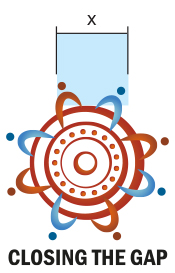 x
CLOSING THE GAP